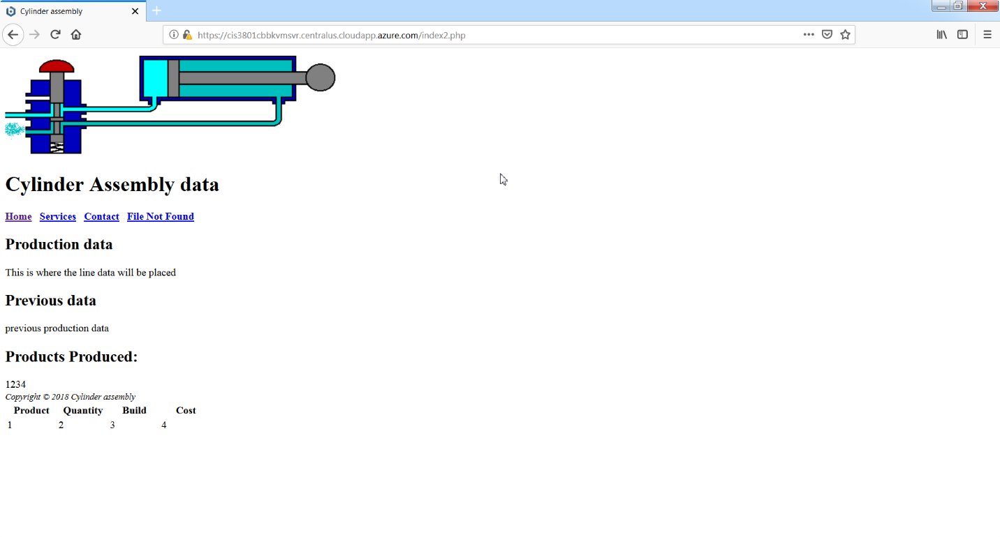 Cylinder assembly
https://cis3801cbbkvmsvr.centralus.cloudapp.azure.com/index2.php
Cylinder Assembly data
Home Services Contact File Not Found
Production data
This is where the line data will be placed
Previous data
previous production data
Products Produced:
1234
Copyright © 2018 Cylinder assembly
Product Quantity Build Cost
1 2 3 4